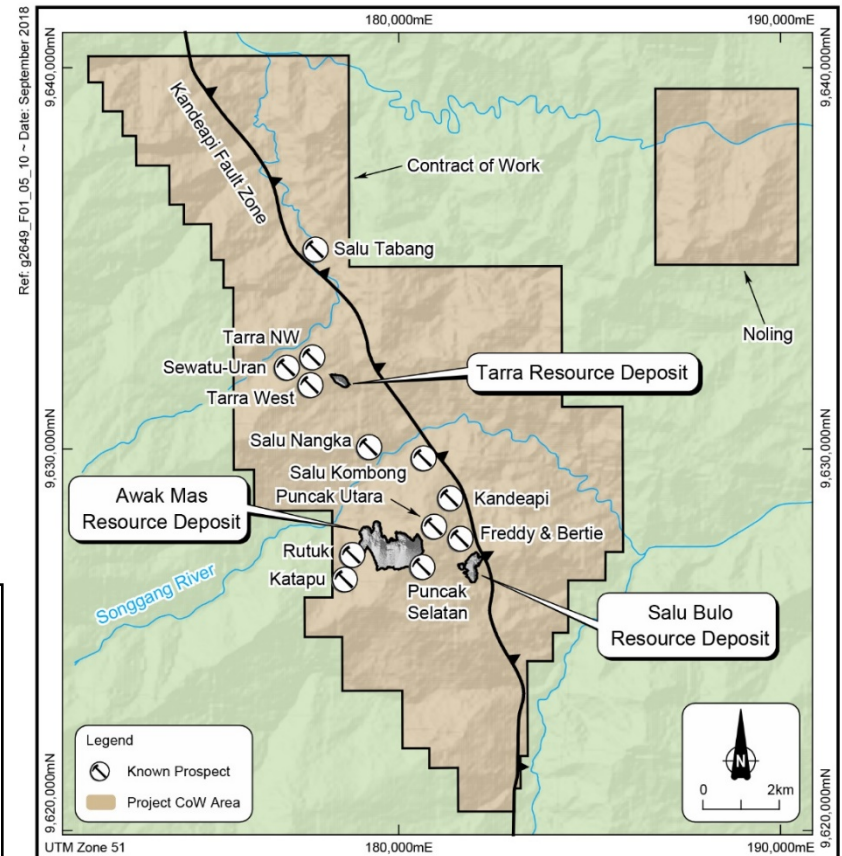 Ref: g2649_F01_05_10 ~ Date: September 2018
180,000mE
190,000mE
9,640,000mN
9,640,000mN
Kandeapi Fault Zone
Contract of Work
Salu Tabang
Noling
Tarra NW
Sewatu-Uran
Tarra West
Tarra Resource Deposit
9,630,000mN
9,630,000mN
Salu Nangka
Salu Kombong
Kandeapi
Puncak Utara
Freddy & Bertie
Awak Mas
Resource Deposit
Rutuk
Katapu
Puncak
Selatan
Songgang River
Salu Bulo
Resource Deposit
Legend
Known Prospect
Project CoW Area
N
0 2km
9,620,000mN
9,620,000mN
UTM Zone 51
180,000mE
190,000mE